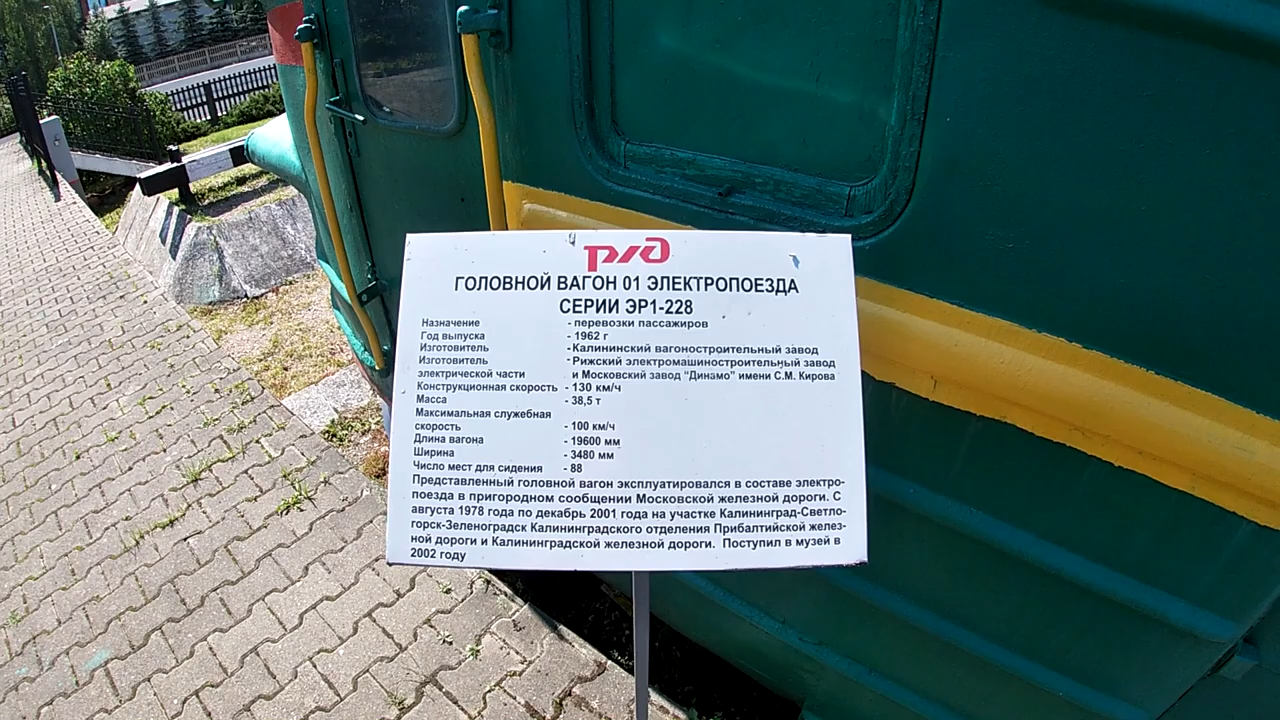 ржд
ГОЛОВНОЙ ВАГОН 01 ЭЛЕКТРОПОЕЗДА
СЕРИИ ЭР1-228
Назначение - перевозки пассажиров
Год выпуска - 1962 г
Изготовитель - Калининский вагоностроительный завод
Изготовитель - Рижский электромашиностроительный завод
электрической части и Московский завод "Динамо" имени С.М. Кирова
Конструкционная скорость - 130 км/ч
Масса - 38,5 т
Максимальная служебная
скорость - 100 км/ч
Длина вагона - 19600 мм
Ширина - 3480 мм
Число мест для сидения - 88
Представленный головной вагон эксплуатировался в составе электро-
поезда в пригородном сообщении Московской железной дороги. С
августа 1978 года по декабрь 2001 года на участке Калининград-Светло-
горск-Зеленоградск Калининградского отделения Прибалтийской желез-
ной дороги и Калининградской железной дороги. Поступил в музей в
2002 году